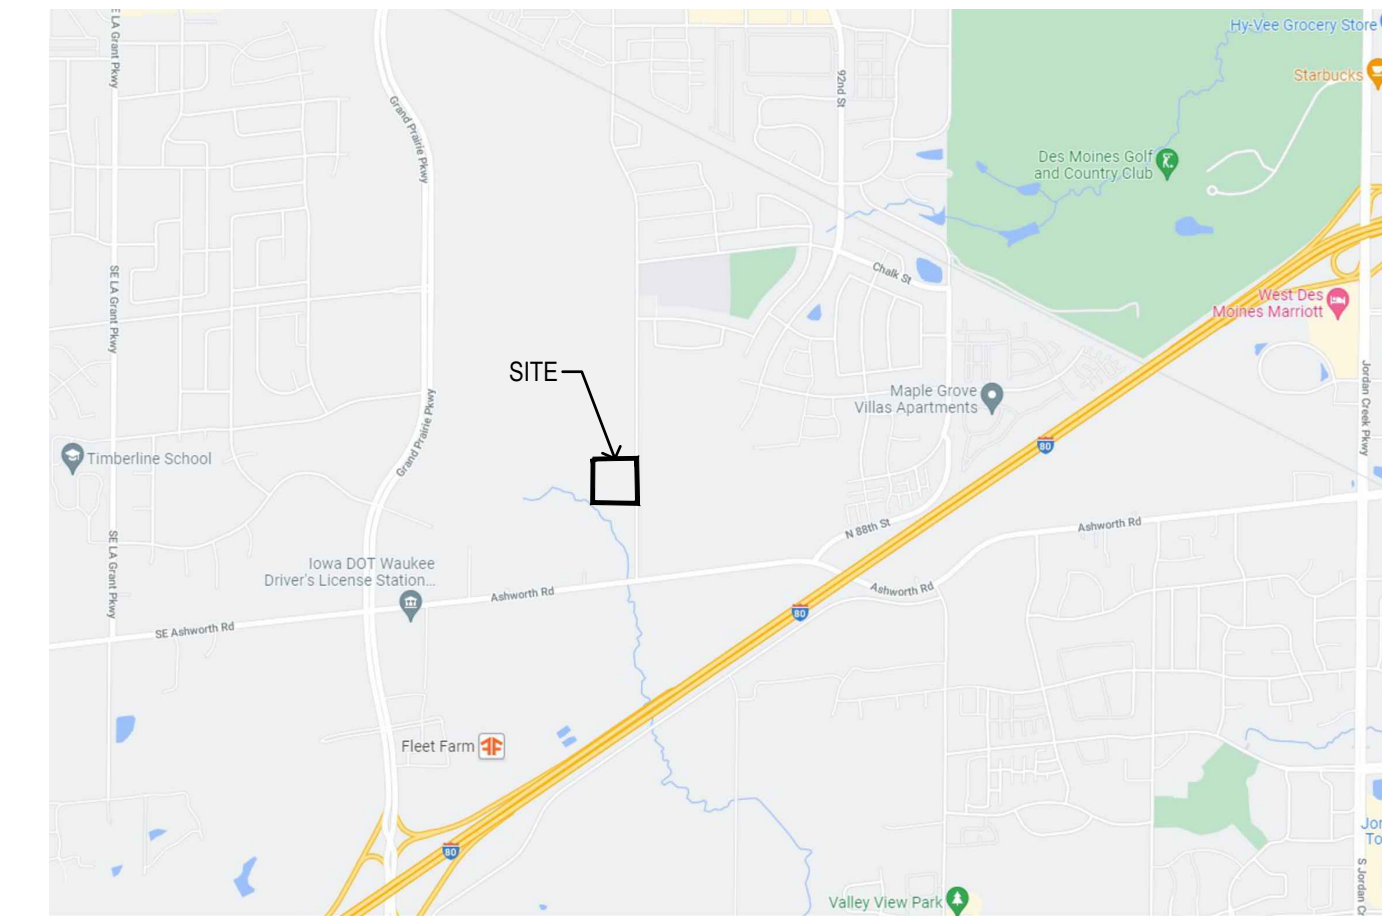 E LA Grant Pkwy
Grand Prairie Pkwy
92nd St
Hy-Vee Grocery Store
Starbucks
Des Moines Golf
and Country Club
SE LA Grant Pkwy
Chalk St
West Des
Moines Marriott
SITE
Jordan Creek Pkwy
Maple Grove
Villas Apartments
Grand Prairie Pkwy
80
Timberline School
N 88th St
Ashworth Rd
SE LA Grant Pkwy
Iowa DOT Waukee
Driver's License Station...
Ashworth Rd
Ashworth Rd
80
SE Ashworth Rd
Fleet Farm
80
Jor
To
S Jordan C
Valley View Park